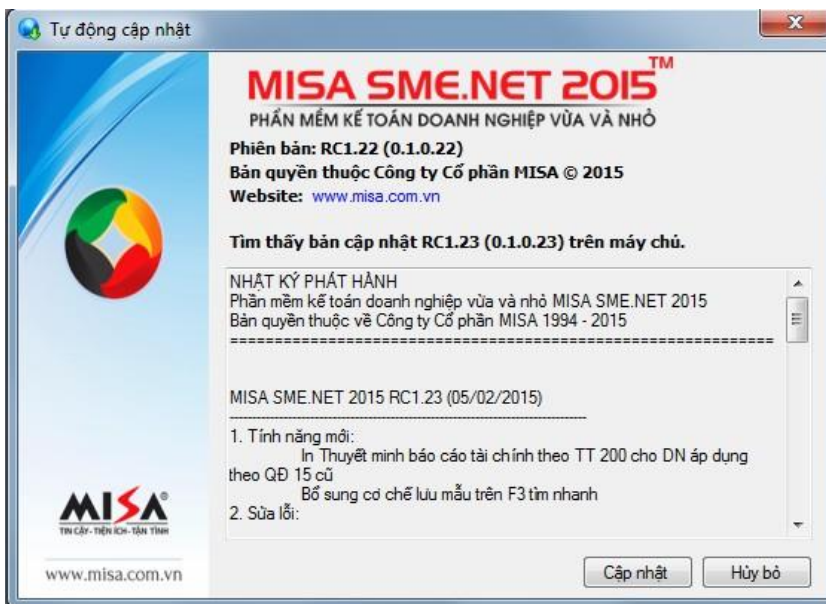 Tự động cập nhật
MISA SME.NET 2015™
PHẦN MỀM KẾ TOÁN DOANH NGHIỆP VỪA VÀ NHỎ
Phiên bản: RC1.22 (0.1.0.22)
Bản quyền thuộc Công ty Cổ phần MISA © 2015
Website: www.misa.com.vn
Tìm thấy bản cập nhật RC1.23 (0.1.0.23) trên máy chủ.
NHẬT KÝ PHÁT HÀNH
Phần mềm kế toán doanh nghiệp vừa và nhỏ MISA SME.NET 2015
Bản quyền thuộc về Công ty Cổ phần MISA 1994 - 2015
==============================================================
MISA SME.NET 2015 RC1.23 (05/02/2015)
--------------------------------------------------------------
1. Tính năng mới:
In Thuyết minh báo cáo tài chính theo TT 200 cho DN áp dụng
theo QĐ 15 cũ
Bổ sung cơ chế lưu mẫu trên F3 tìm nhanh
2. Sửa lỗi:
MISA®
TIN CẬY-TIỆN ÍCH-TẬN TÌNH
www.misa.com.vn
Cập nhật
Hủy bỏ